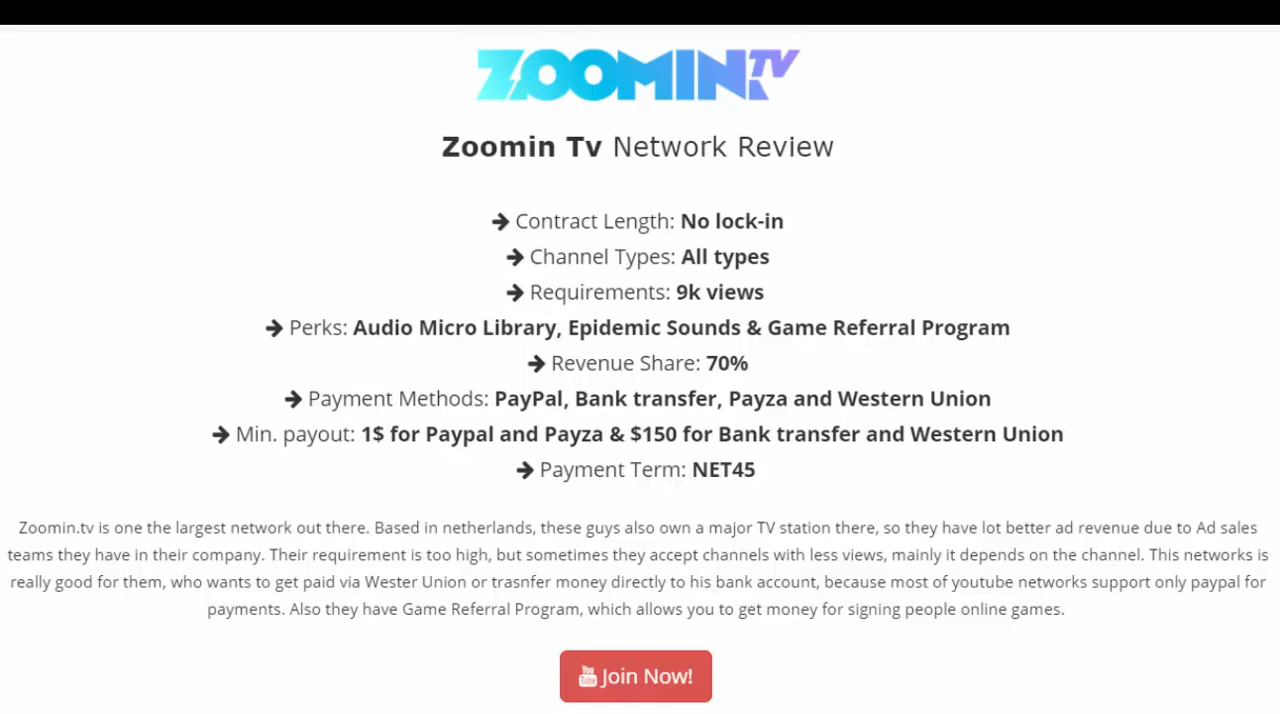 ZOOMIN.TV
Zoomin Tv Network Review
Contract Length: No lock-in
Channel Types: All types
Requirements: 9k views
Perks: Audio Micro Library, Epidemic Sounds & Game Referral Program
Revenue Share: 70%
Payment Methods: PayPal, Bank transfer, Payza and Western Union
Min. payout: 1$ for Paypal and Payza & $150 for Bank transfer and Western Union
Payment Term: NET45
Zoomin.tv is one the largest network out there. Based in netherlands, these guys also own a major TV station there, so they have lot better ad revenue due to Ad sales
teams they have in their company. Their requirement is too high, but sometimes they accept channels with less views, mainly it depends on the channel. This networks is
really good for them, who wants to get paid via Wester Union or trasnfer money directly to his bank account, because most of youtube networks support only paypal for
payments. Also they have Game Referral Program, which allows you to get money for signing people online games.
You Tube Join Now!